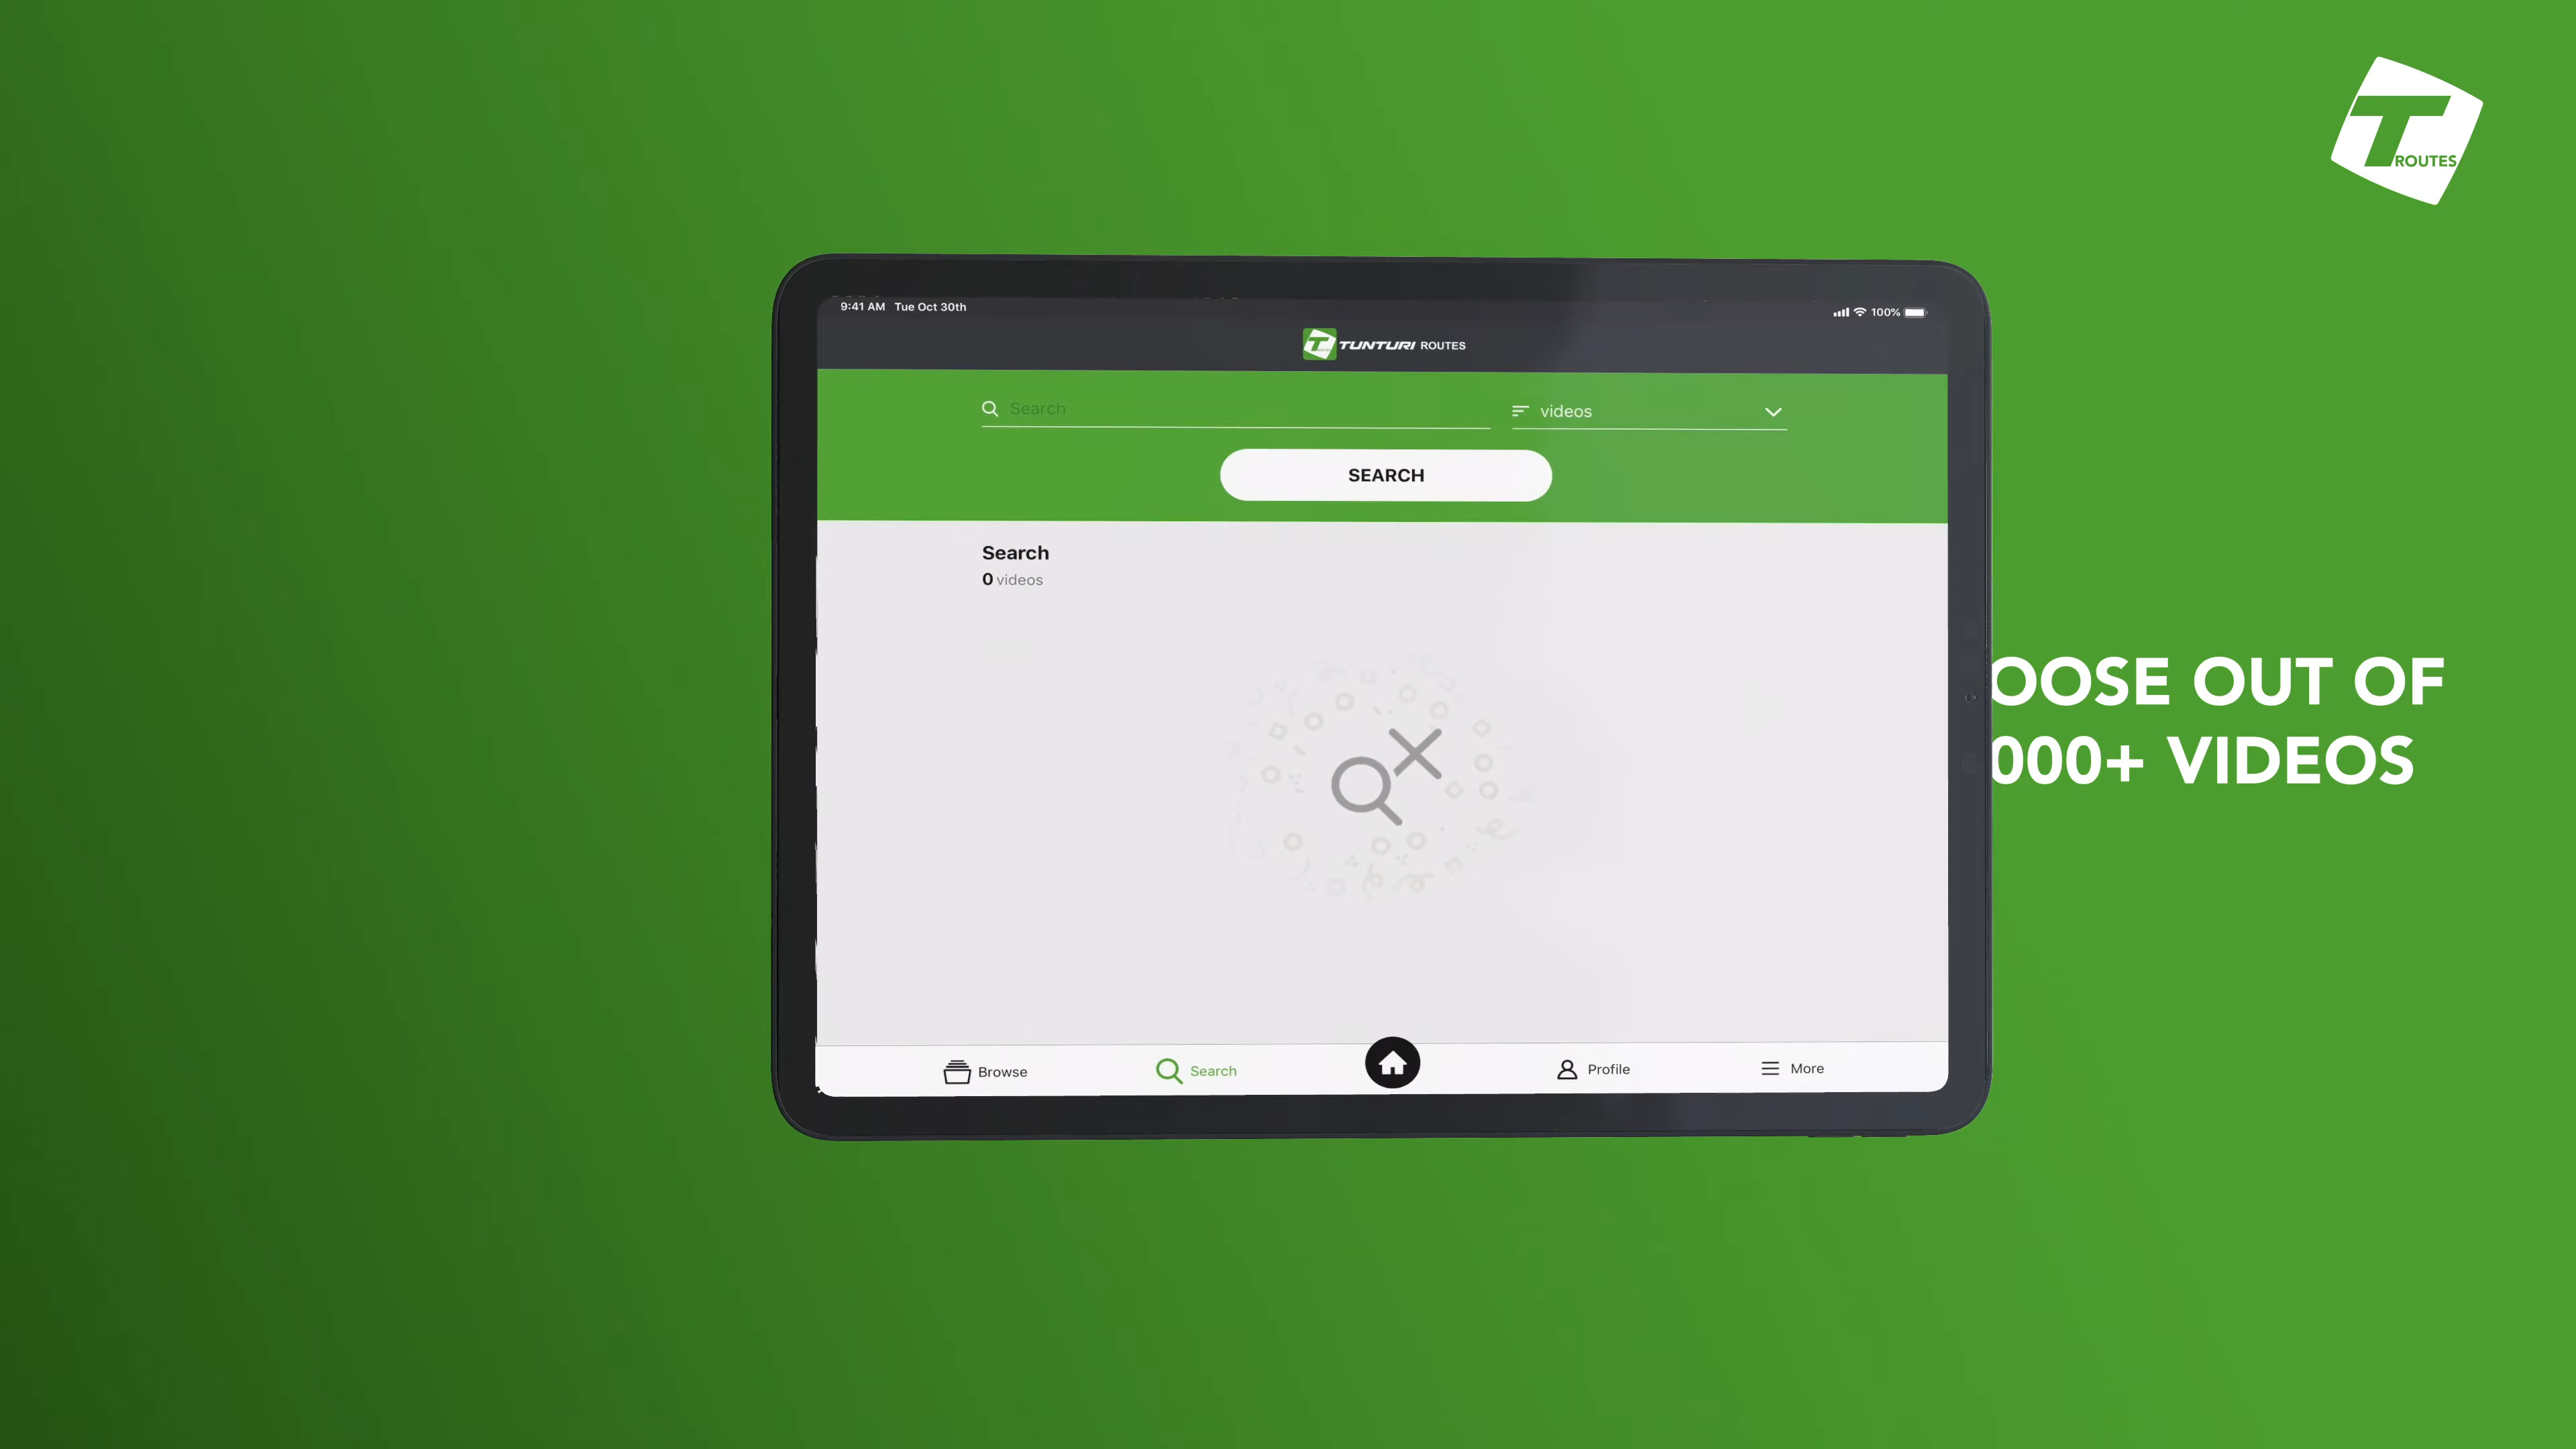 T ROUTES
9:41 AM Tue Oct 30th
100%
T TUNTURI ROUTES
Search
videos
SEARCH
Search
0 videos
OOSE OUT OF
000+ VIDEOS
Browse
Search
Profile
More